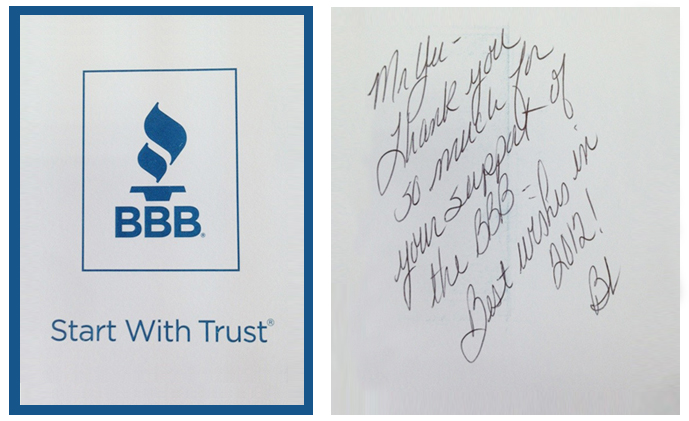 BBB®
Start With Trust®
Mr Yu -
Thank you
so much for
your support of
the BBB -
Best wishes in
2012!
BL